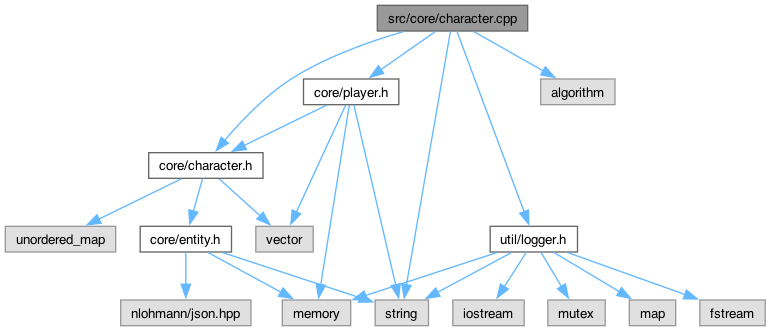 src/core/character.cpp
core/player.h
algorithm
core/character.h
unordered_map
core/entity.h
vector
util/logger.h
nlohmann/json.hpp
memory
string
iostream
mutex
map
fstream